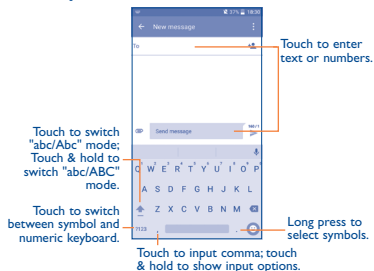 37% 18:30
New message
To
Touch to enter
text or numbers.
160/1
Send message
Touch to switch
"abc/Abc" mode;
Touch & hold to
switch "abc/ABC"
mode.
Q W E R T Y U I O P
A S D F G H J K L
Z X C V B N M
Touch to switch
between symbol and
numeric keyboard.
?123 , .
Long press to
select symbols.
Touch to input comma; touch
& hold to show input options.